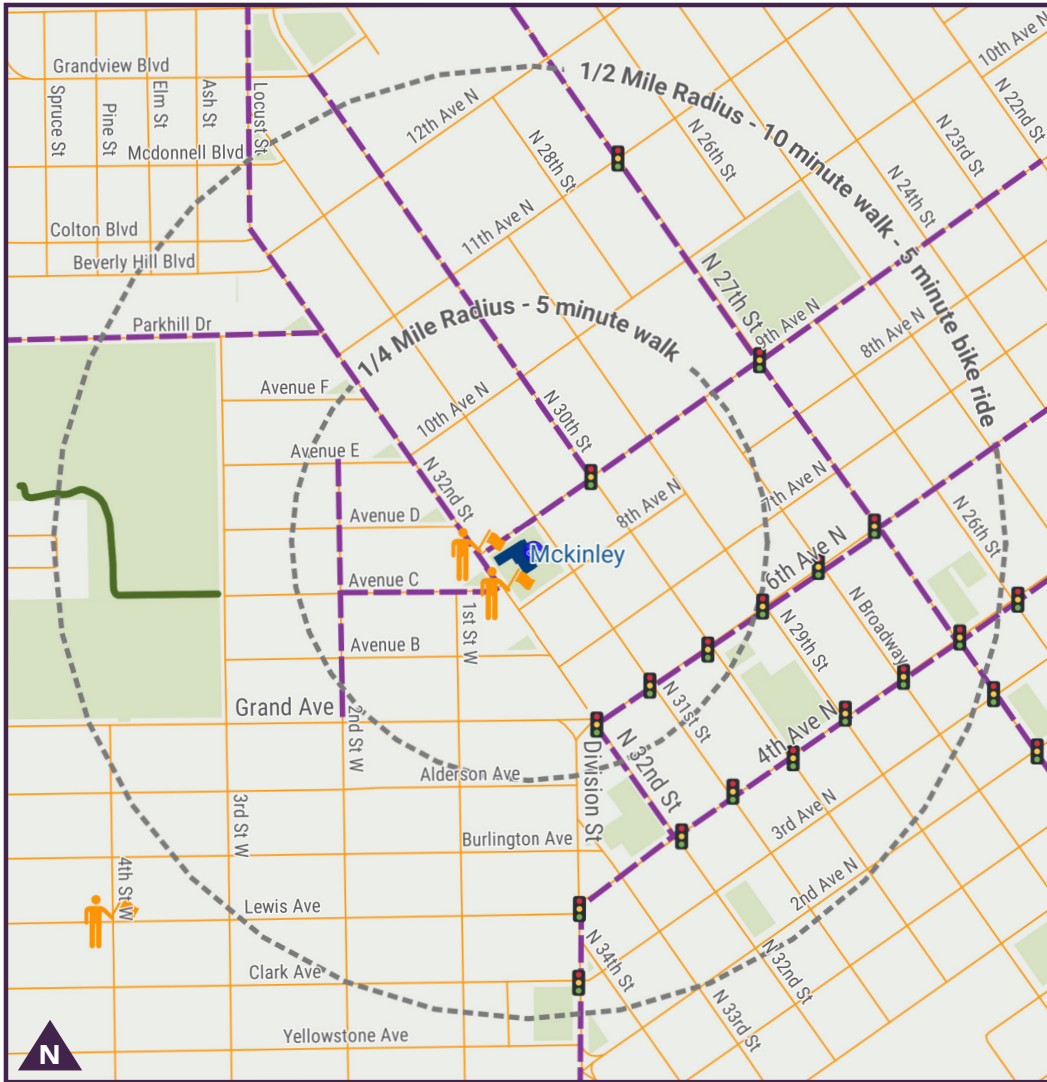 10th Ave N
Grandview Blvd
1/2 Mile Radius - 10 minute walk - 5 minute bike ride
Spruce St
Pine St
Elm St
Ash St
Locust St
N 22nd St
12th Ave N
N 28th St
N 26th St
N 23rd St
Mcdonnell Blvd
N 24th St
Colton Blvd
11th Ave N
Beverly Hill Blvd
N 27th St
Parkhill Dr
1/4 Mile Radius - 5 minute walk
9th Ave N
8th Ave N
Avenue F
10th Ave N
N 30th St
Avenue E
N 32nd St
7th Ave N
8th Ave N
Avenue D
N 26th St
Mckinley
6th Ave N
Avenue C
1st St W
N Broadway
N 29th St
Avenue B
Grand Ave
2nd St W
N 31st St
4th Ave N
Division St
N 32nd St
Alderson Ave
3rd St W
Burlington Ave
3rd Ave N
4th St W
2nd Ave N
Lewis Ave
N 34th St
N 32nd St
Clark Ave
N 33rd St
Yellowstone Ave
N